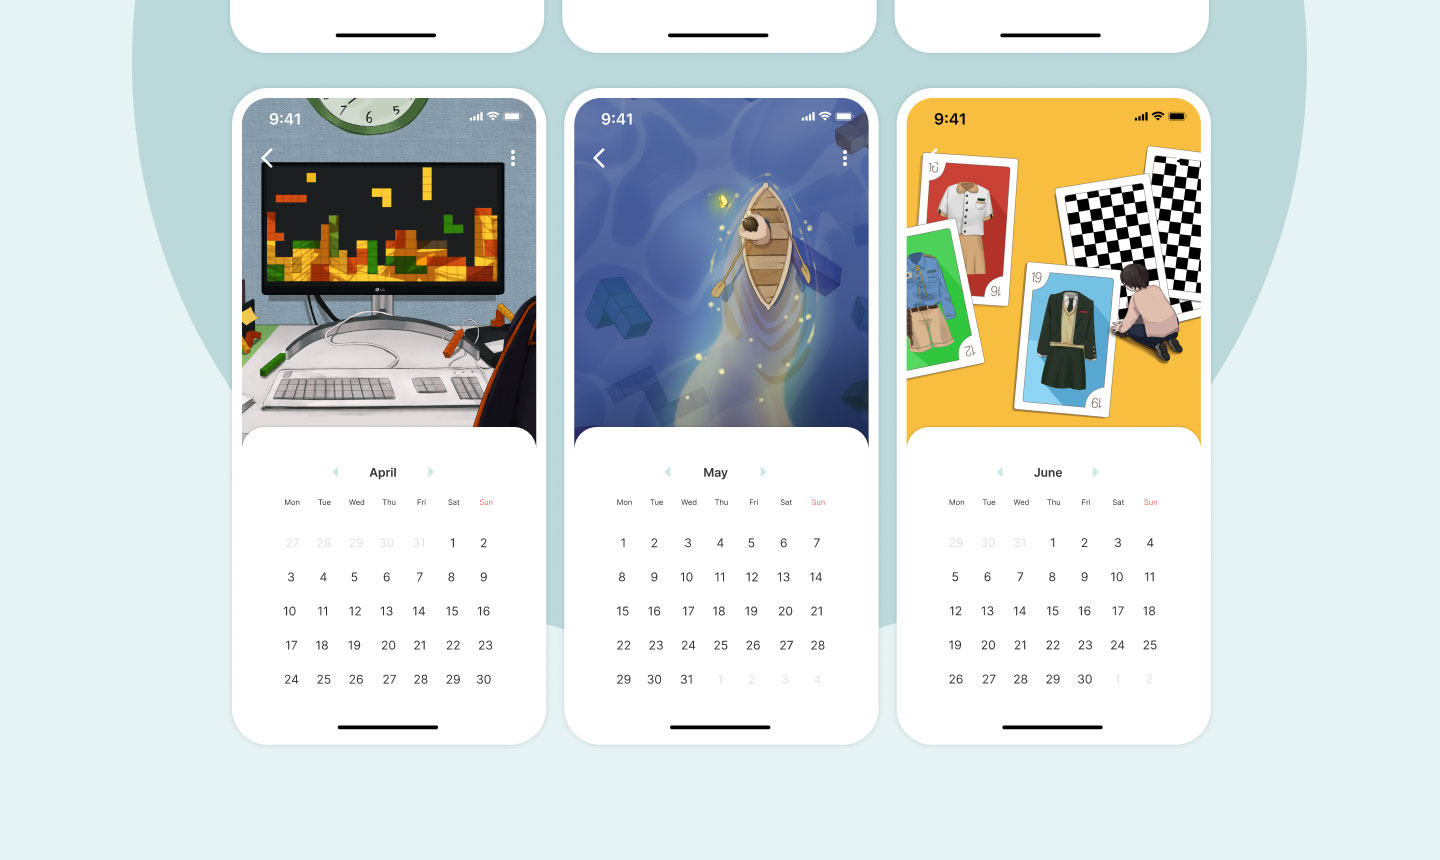 9:41
7 6 5
LG
April
Mon Tue Wed Thu Fri Sat Sun
27 28 29 30 31 1 2
3 4 5 6 7 8 9
10 11 12 13 14 15 16
17 18 19 20 21 22 23
24 25 26 27 28 29 30
9:41
May
Mon Tue Wed Thu Fri Sat Sun
1 2 3 4 5 6 7
8 9 10 11 12 13 14
15 16 17 18 19 20 21
22 23 24 25 26 27 28
29 30 31 1 2 3 4
9:41
16
16
12
19
19
June
Mon Tue Wed Thu Fri Sat Sun
29 30 31 1 2 3 4
5 6 7 8 9 10 11
12 13 14 15 16 17 18
19 20 21 22 23 24 25
26 27 28 29 30 1 2